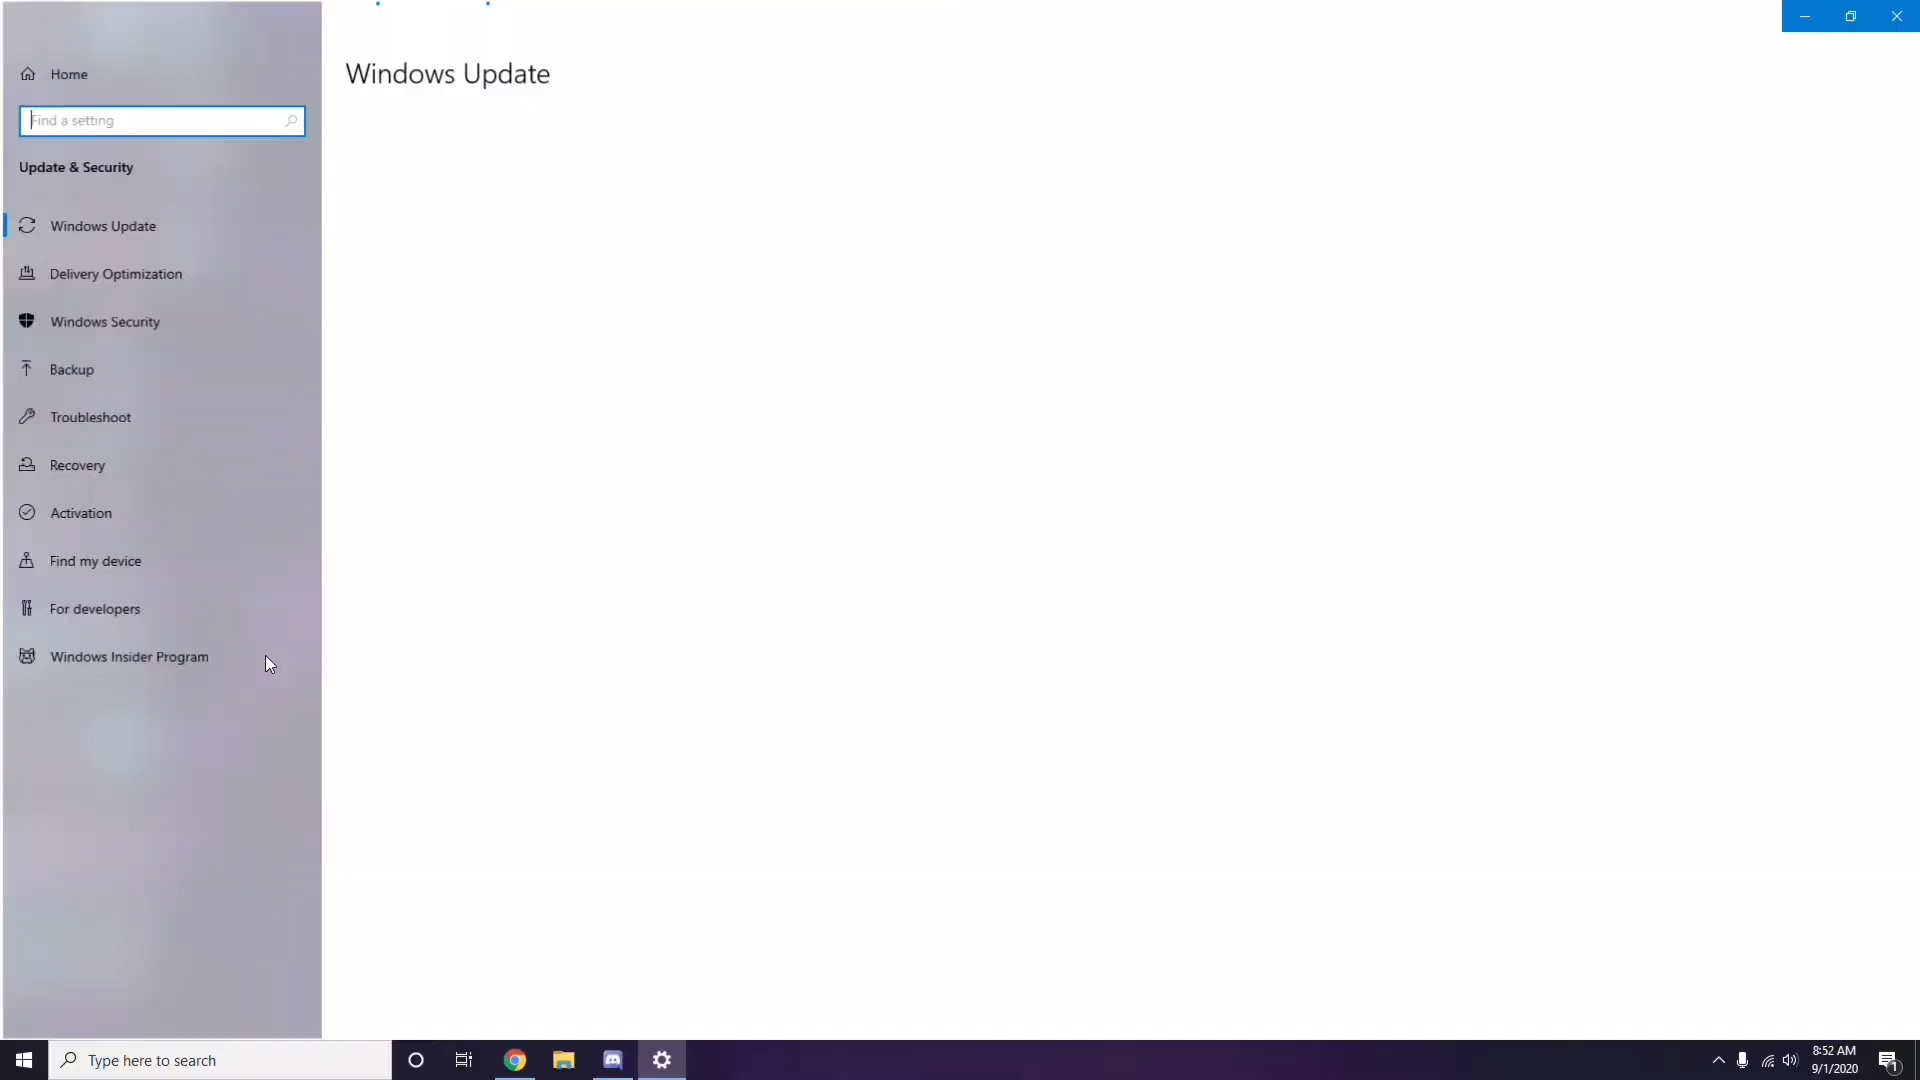 Home
Find a setting
Update & Security
Windows Update
Delivery Optimization
Windows Security
Backup
Troubleshoot
Recovery
Activation
Find my device
For developers
Windows Insider Program
Windows Update
Type here to search
8:52 AM
9/1/2020
1